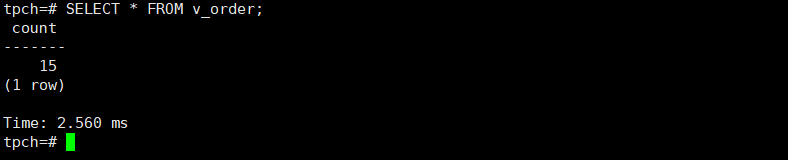 tpch=# SELECT * FROM v_order;
count
-------
15
(1 row)
Time: 2.560 ms
tpch=#